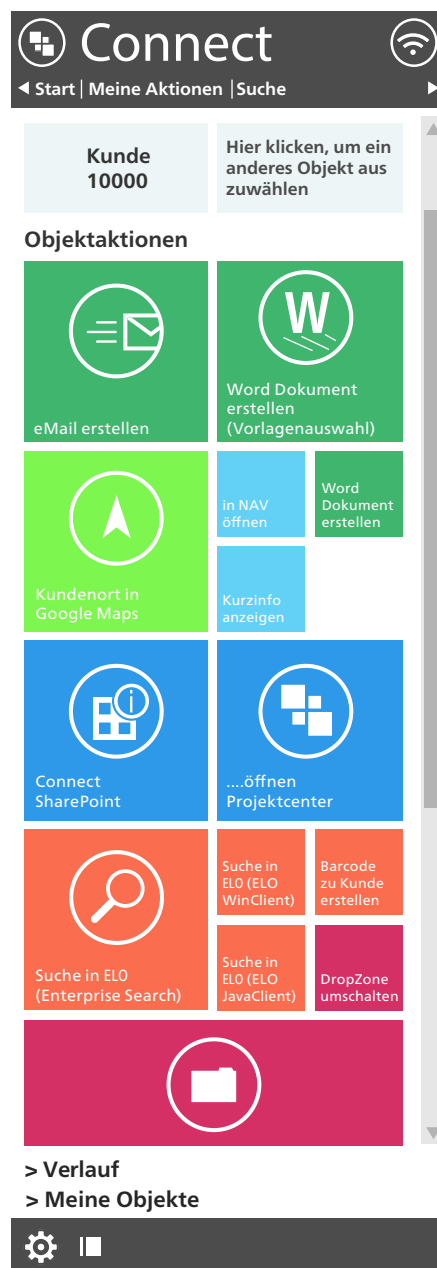 Connect
Start | Meine Aktionen | Suche
Kunde
10000
Hier klicken, um ein
anderes Objekt aus
zuwählen
Objektaktionen
eMail erstellen
W
Word Dokument
erstellen
(Vorlagenauswahl)
Kundenort in
Google Maps
in NAV
öffnen
Word
Dokument
erstellen
Kurzinfo
anzeigen
Connect
SharePoint
....öffnen
Projektcenter
Suche in ELO
(Enterprise Search)
Suche in
ELO (ELO
WinClient)
Barcode
zu Kunde
erstellen
Suche in
ELO (ELO
JavaClient)
DropZone
umschalten
> Verlauf
> Meine Objekte